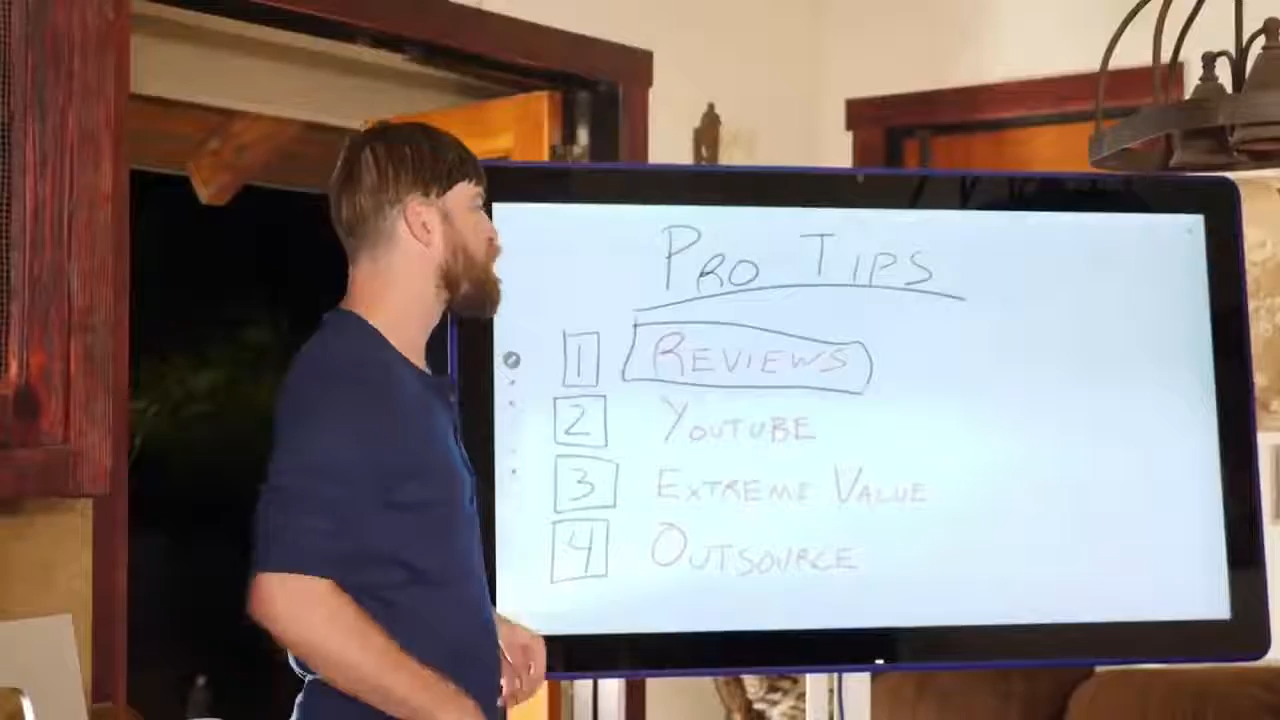 PRO TIPS
1 REVIEWS
2 YOUTUBE
3 EXTREME VALUE
4 OUTSOURCE